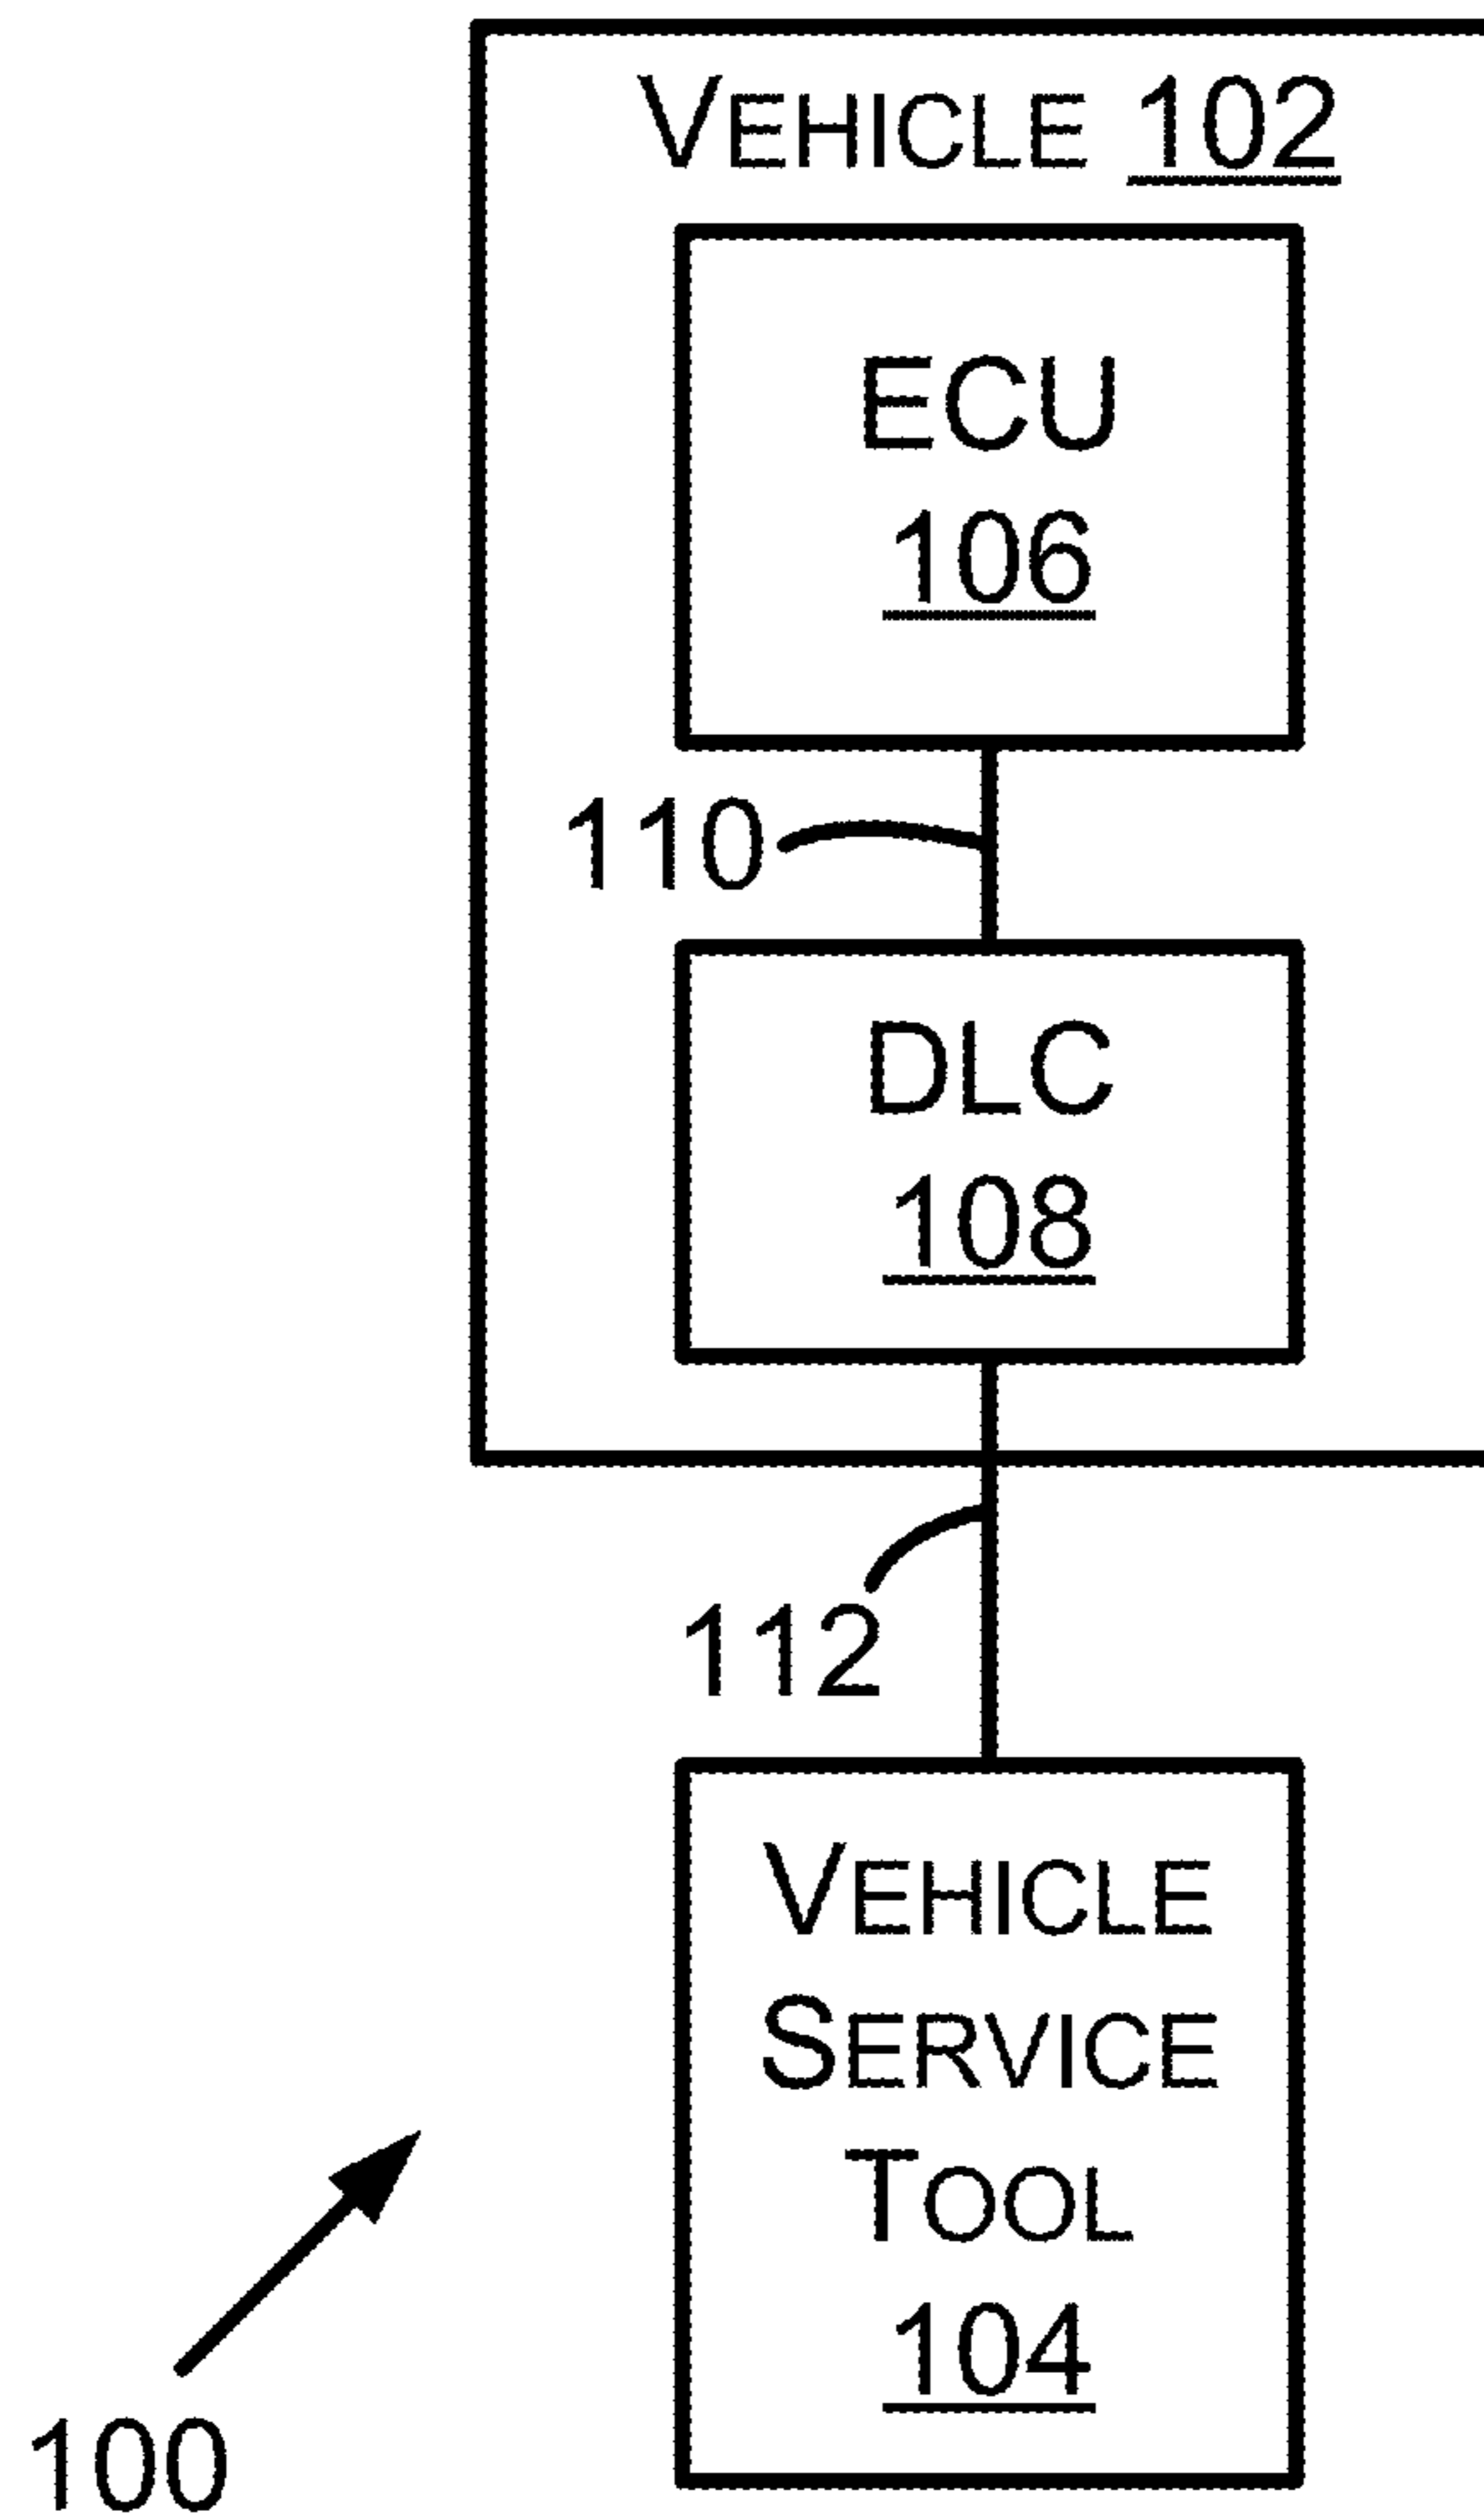 VEHICLE 102
ECU
106
110
DLC
108
112
VEHICLE
SERVICE
TOOL
104
100